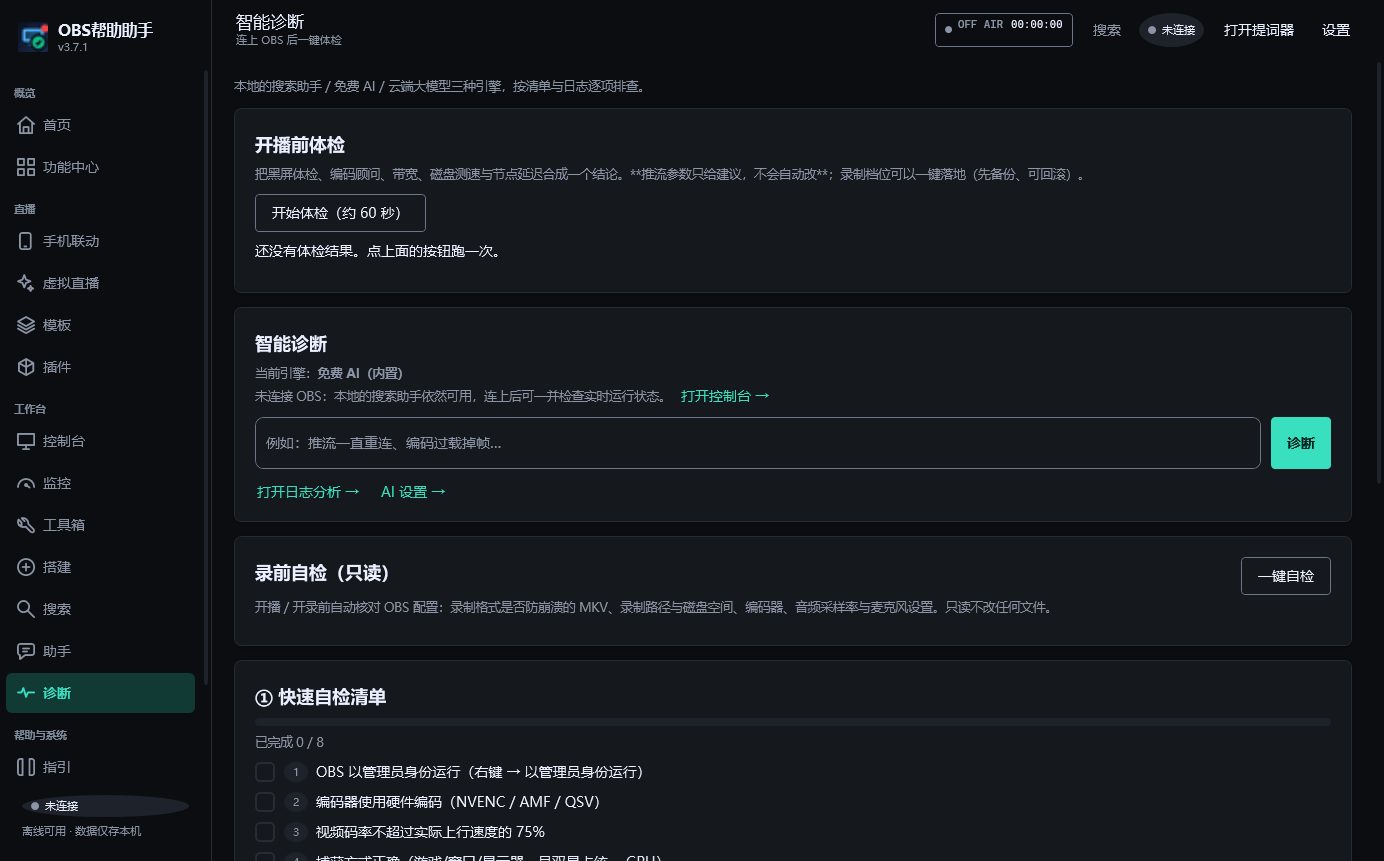 OBS帮助助手
v3.7.1
概览
首页
功能中心
直播
手机联动
虚拟直播
模板
插件
工作台
控制台
监控
工具箱
搭建
搜索
助手
诊断
帮助与系统
指引
未连接
离线可用 · 数据仅存本机
智能诊断
连上 OBS 后一键体检
OFF AIR 00:00:00
搜索
未连接
打开提词器
设置
本地的搜索助手 / 免费 AI / 云端大模型三种引擎，按清单与日志逐项排查。
开播前体检
把黑屏体检、编码顾问、带宽、磁盘测速与节点延迟合成一个结论。**推流参数只给建议，不会自动改**；录制档位可以一键落地（先备份、可回滚）。
开始体检（约 60 秒）
还没有体检结果。点上面的按钮跑一次。
智能诊断
当前引擎：免费 AI（内置）
未连接 OBS：本地的搜索助手依然可用，连上后可一并检查实时运行状态。 打开控制台 →
例如：推流一直重连、编码过载掉帧...
诊断
打开日志分析 → AI 设置 →
录前自检（只读）
一键自检
开播 / 开录前自动核对 OBS 配置：录制格式是否防崩溃的 MKV、录制路径与磁盘空间、编码器、音频采样率与麦克风设置。只读不改任何文件。
① 快速自检清单
已完成 0 / 8
1 OBS 以管理员身份运行（右键 → 以管理员身份运行）
2 编码器使用硬件编码（NVENC / AMF / QSV）
3 视频码率不超过实际上行速度的 75%